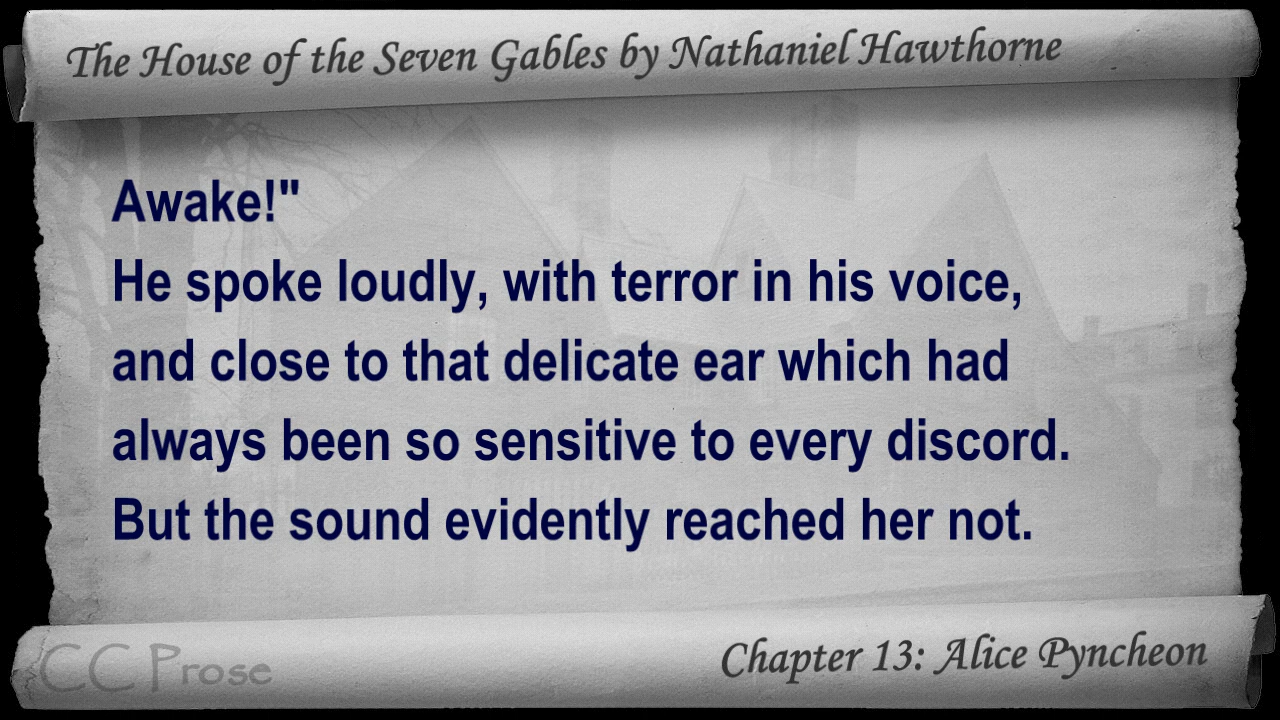 The House of the Seven Gables by Nathaniel Hawthorne
Awake!"
He spoke loudly, with terror in his voice,
and close to that delicate ear which had
always been so sensitive to every discord.
But the sound evidently reached her not.
CC Prose
Chapter 13: Alice Pyncheon